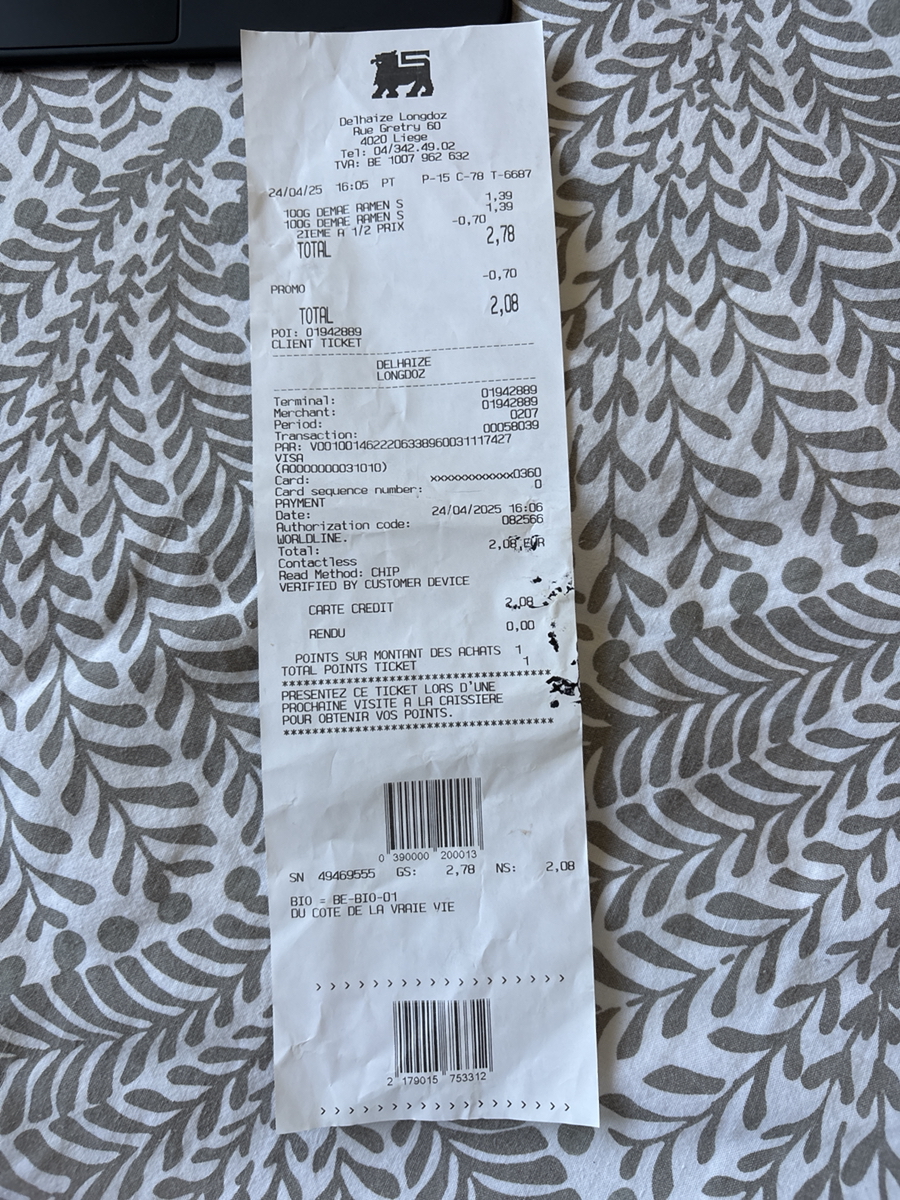 Delhaize Longdoz
Rue Gretry 60
4020 Liege
Tel: 04/342.49.02
TVA: BE 1007 962 632
24/04/25 16:05 PT P-15 C-78 T-6687
100G DEMAE RAMEN S 1,39
100G DEMAE RAMEN S 1,39
2IEME A 1/2 PRIX -0,70
TOTAL 2,78
PROMO -0,70
TOTAL 2,08
POI: 01942889
CLIENT TICKET
DELHAIZE
LONGDOZ
Terminal: 01942889
Merchant: 01942889
Period: 0207
Transaction: 00058039
PAR: V0010014622206338960031117427
VISA
(A0000000031010)
Card: xxxxxxxxxxxx0360
Card sequence number: 0
PAYMENT
Date: 24/04/2025 16:06
Authorization code: 082566
WORLDLINE.
Total: 2,08 EUR
Contactless
Read Method: CHIP
VERIFIED BY CUSTOMER DEVICE
CARTE CREDIT 2,08
RENDU 0,00
POINTS SUR MONTANT DES ACHATS 1
TOTAL POINTS TICKET 1
***********************************
PRESENTEZ CE TICKET LORS D'UNE
PROCHAINE VISITE A LA CAISSIERE
POUR OBTENIR VOS POINTS.
***********************************
0 390000 200013
SN 49469555 GS: 2,78 NS: 2,08
BIO = BE-BIO-01
DU COTE DE LA VRAIE VIE
> > > > > > > > > > > > > > > > >
2 179015 753312
> > > > > > > > > > > > > > > > >